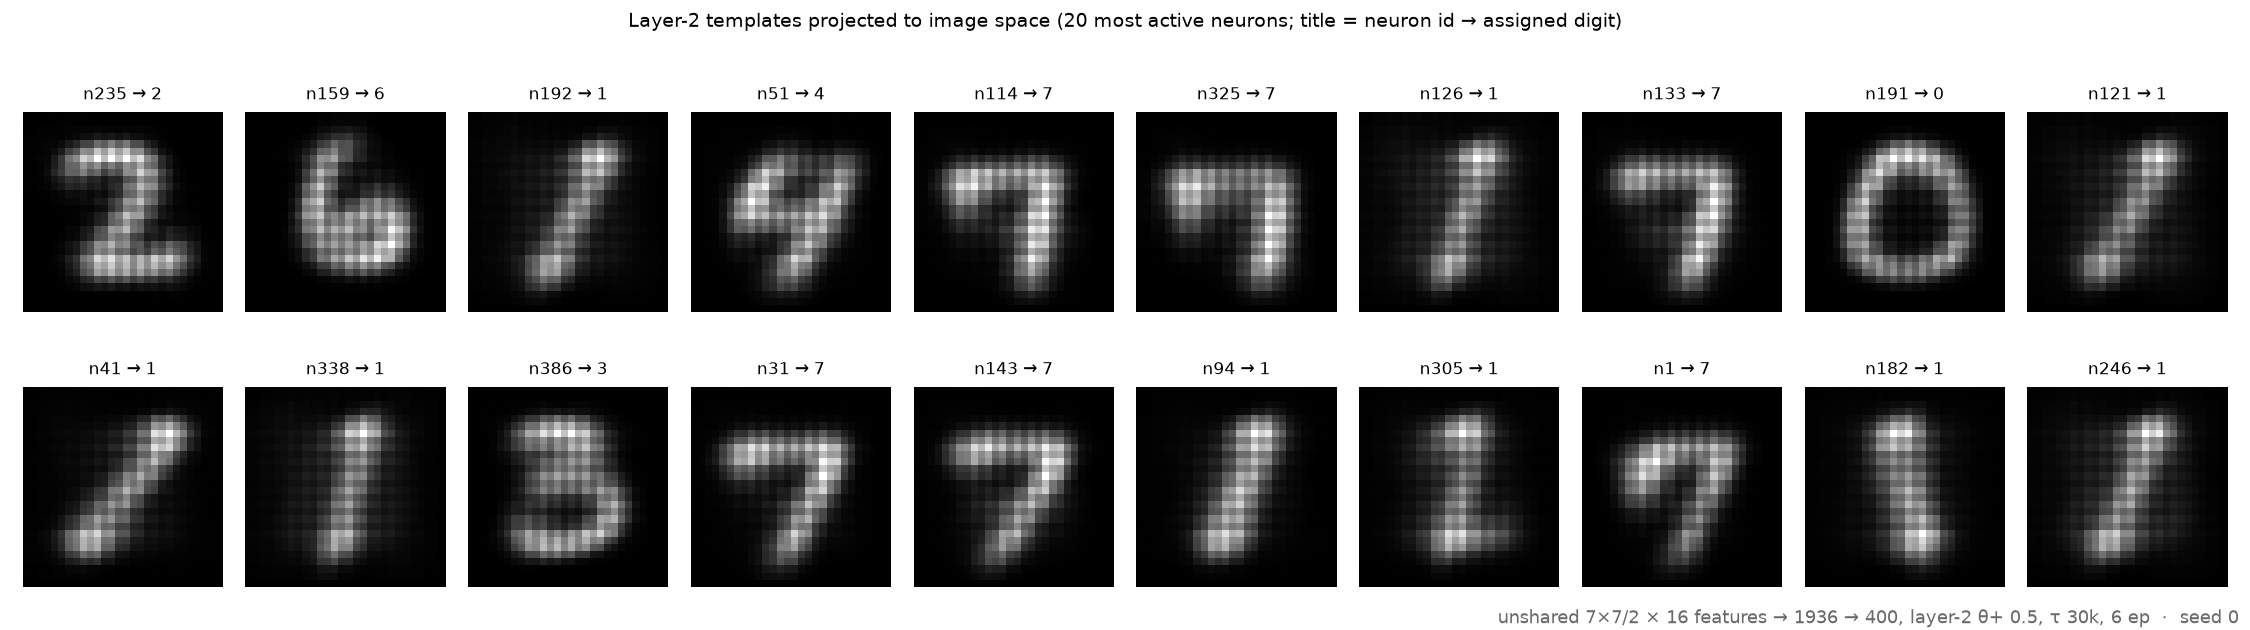 Layer-2 templates projected to image space (20 most active neurons; title = neuron id → assigned digit)
n235 → 2 n159 → 6 n192 → 1 n51 → 4 n114 → 7 n325 → 7 n126 → 1 n133 → 7 n191 → 0 n121 → 1
n41 → 1 n338 → 1 n386 → 3 n31 → 7 n143 → 7 n94 → 1 n305 → 1 n1 → 7 n182 → 1 n246 → 1
unshared 7×7/2 × 16 features → 1936 → 400, layer-2 θ+ 0.5, τ 30k, 6 ep · seed 0